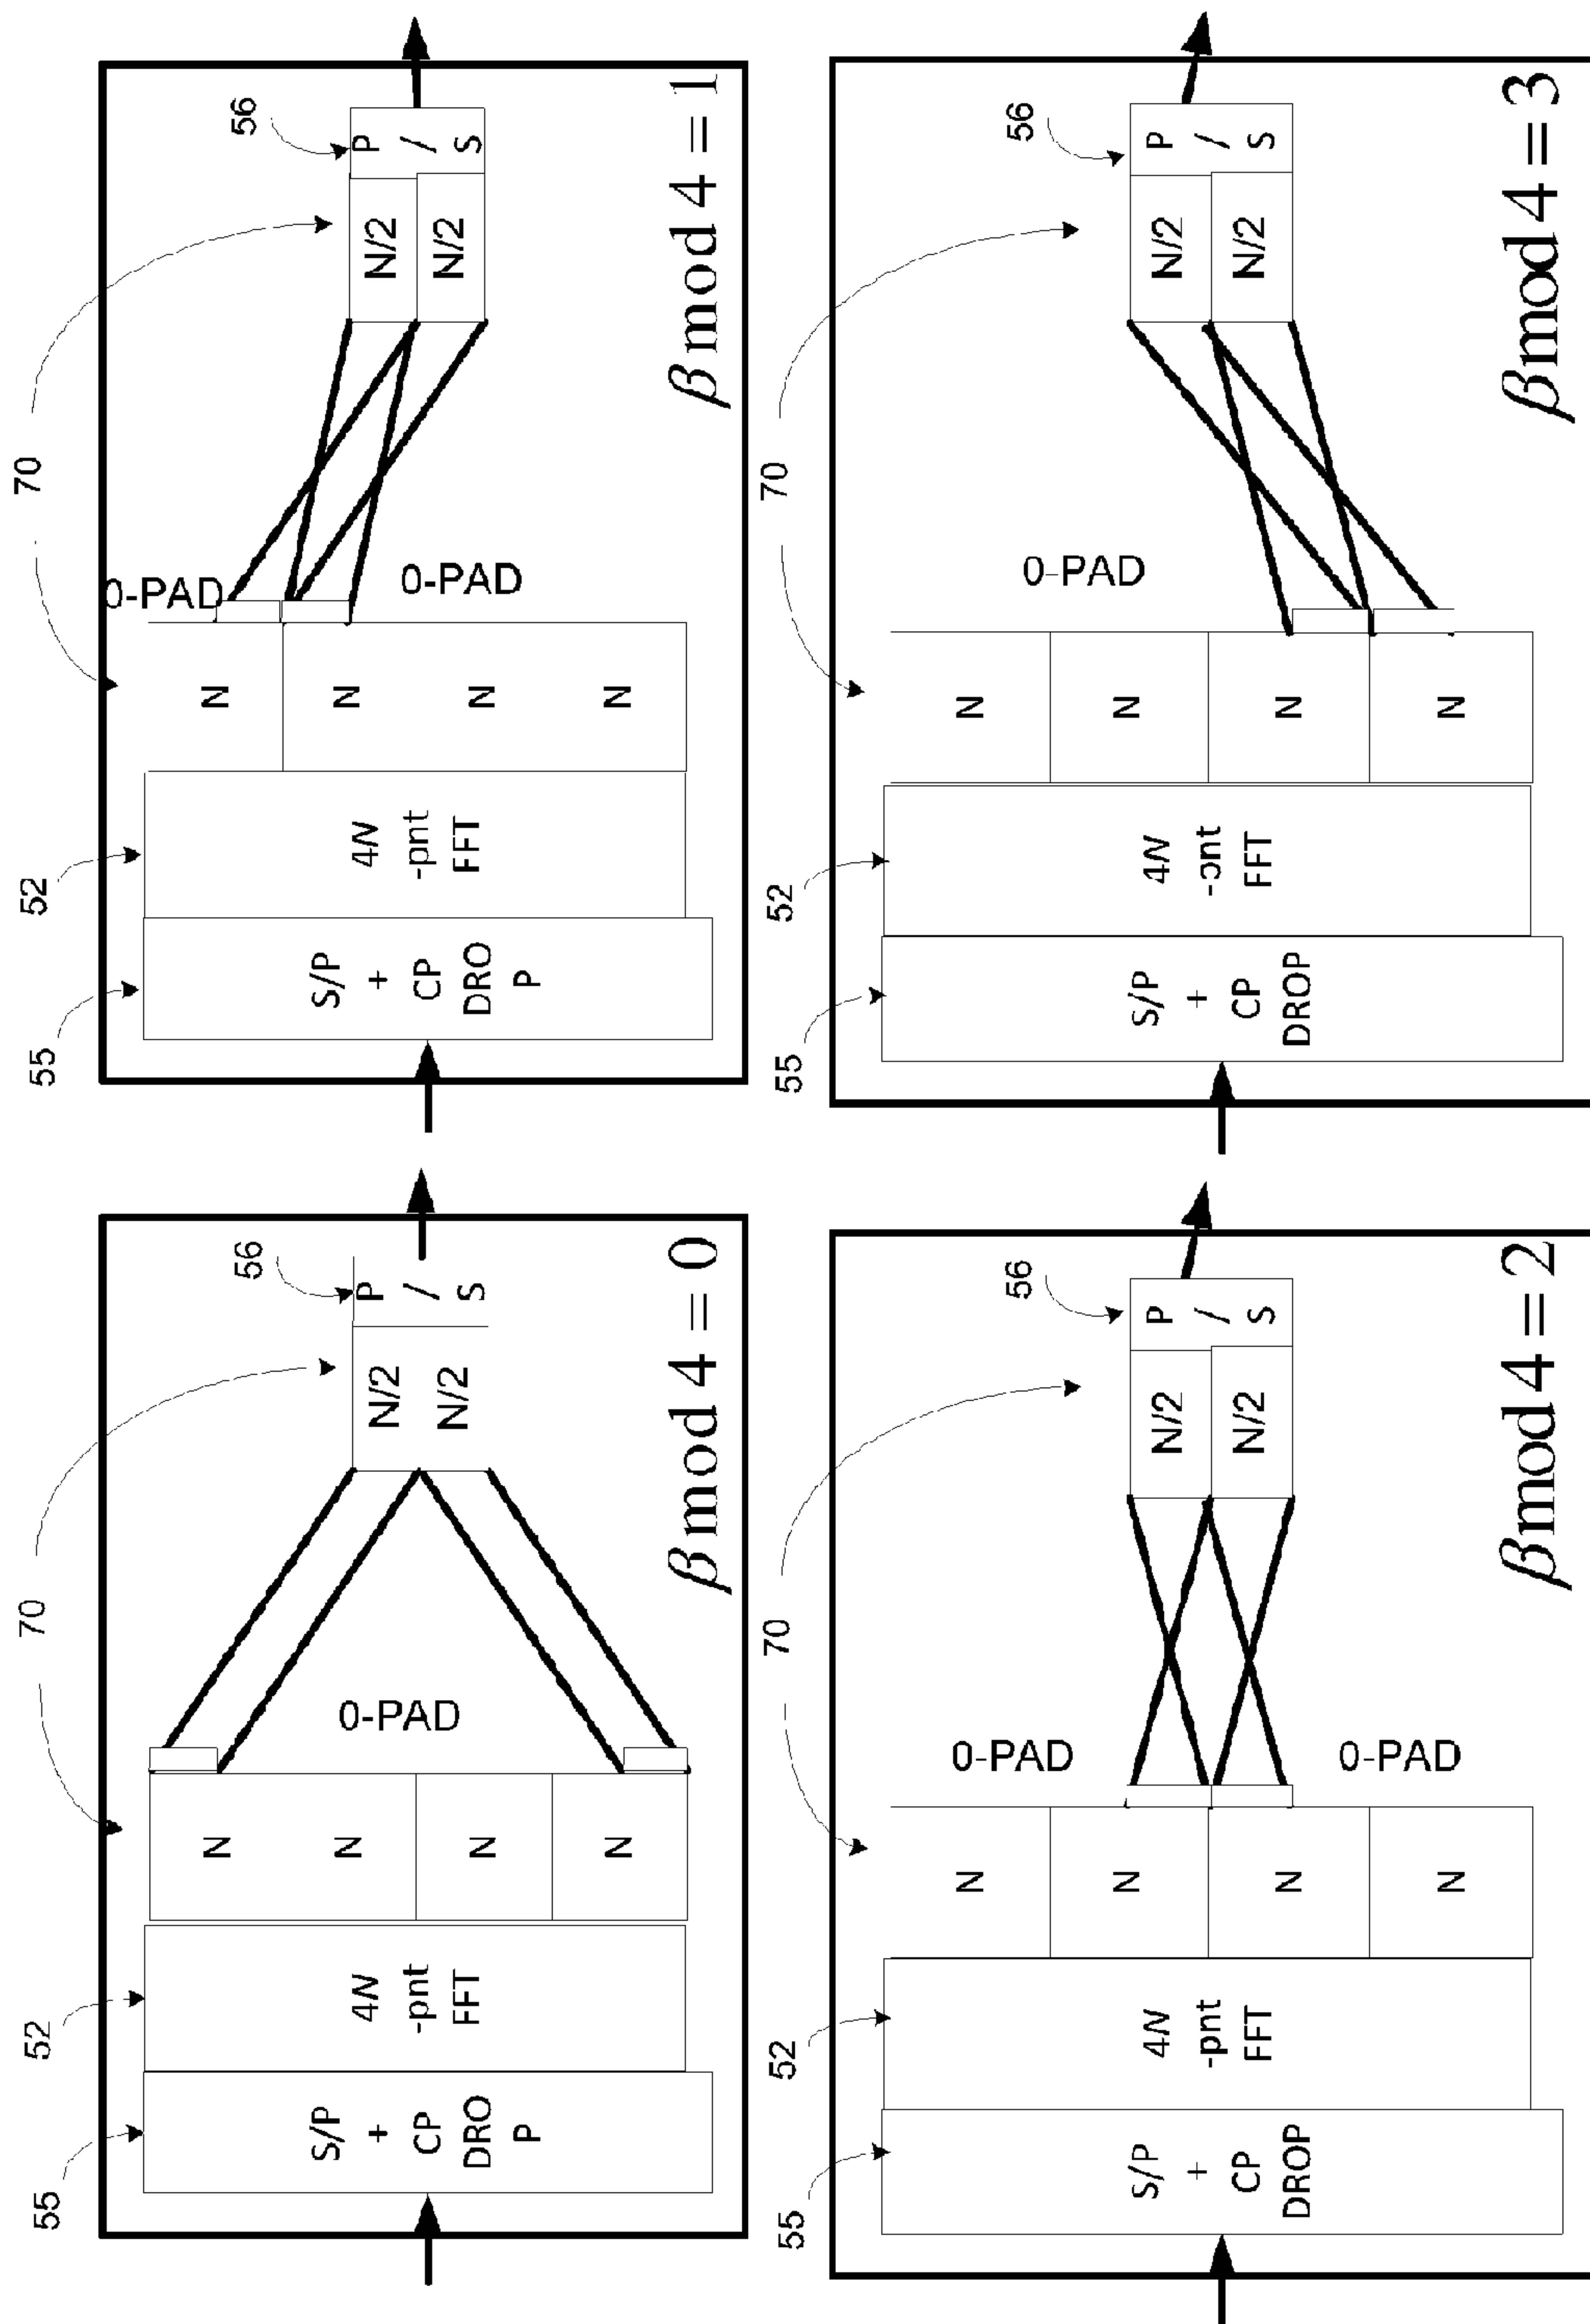 70
55
52
56
S/P
+
CP
DRO
P
4N
-pnt
FFT
N
N
N
N
0-PAD
N/2
N/2
P
/
S
β mod 4 = 0
70
55
52
56
S/P
+
CP
DRO
P
4N
-pnt
FFT
N
N
N
N
0-PAD
0-PAD
N/2
N/2
P
/
S
β mod 4 = 1
70
55
52
56
S/P
+
CP
DROP
4N
-pnt
FFT
N
N
N
N
0-PAD
0-PAD
N/2
N/2
P
/
S
β mod 4 = 2
70
55
52
56
S/P
+
CP
DROP
4N
-pnt
FFT
N
N
N
N
0-PAD
N/2
N/2
P
/
S
β mod 4 = 3